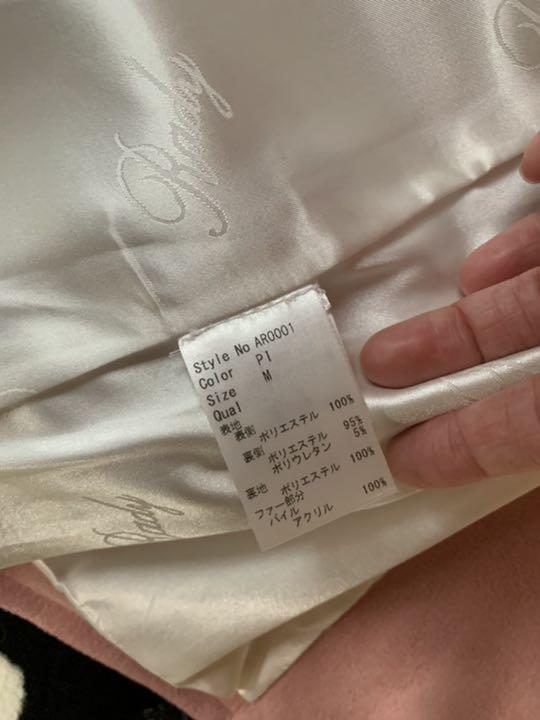 Rady
Style No AR0001
Color PI
Size M
Qual
表地
表側 ポリエステル 100%
裏側 ポリエステル 95%
ポリウレタン 5%
裏地 ポリエステル 100%
ファー部分
パイル アクリル 100%
Rady